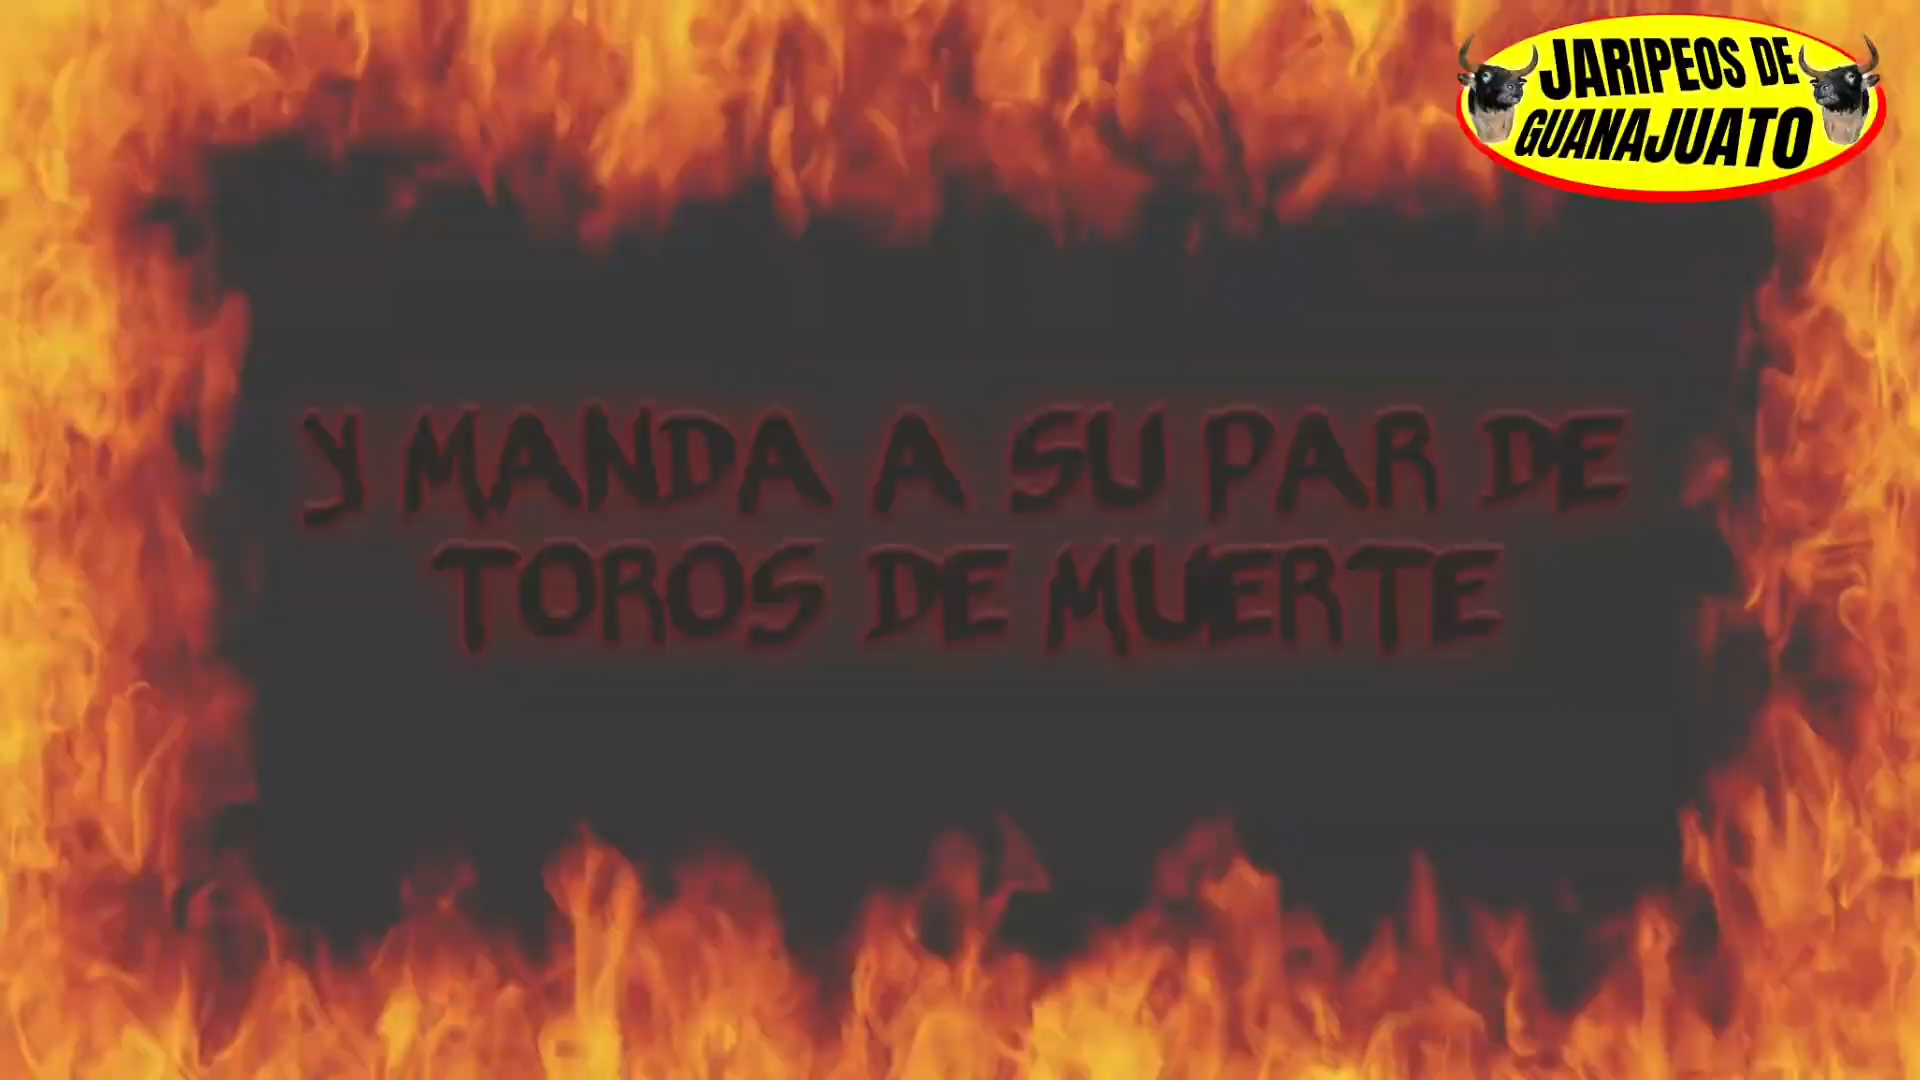 JARIPEOS DE
GUANAJUATO
Y MANDA A SU PAR DE
TOROS DE MUERTE